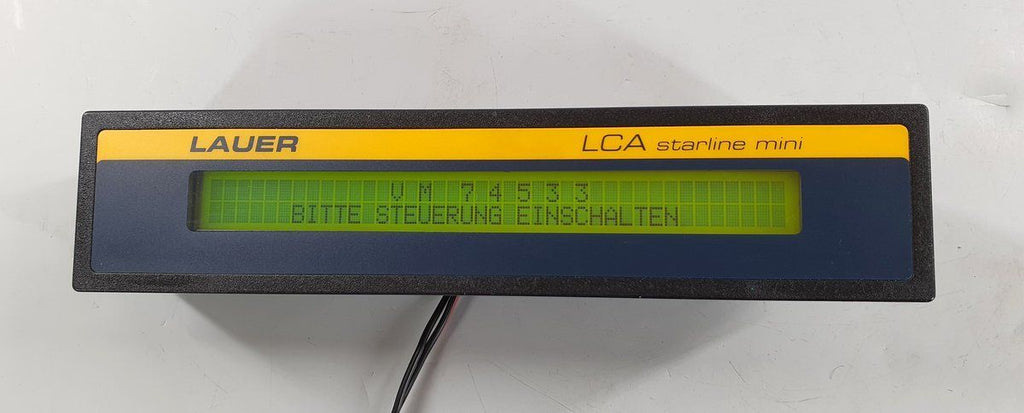 LAUER
LCA starline mini
V M 7 4 5 3 3
BITTE STEUERUNG EINSCHALTEN